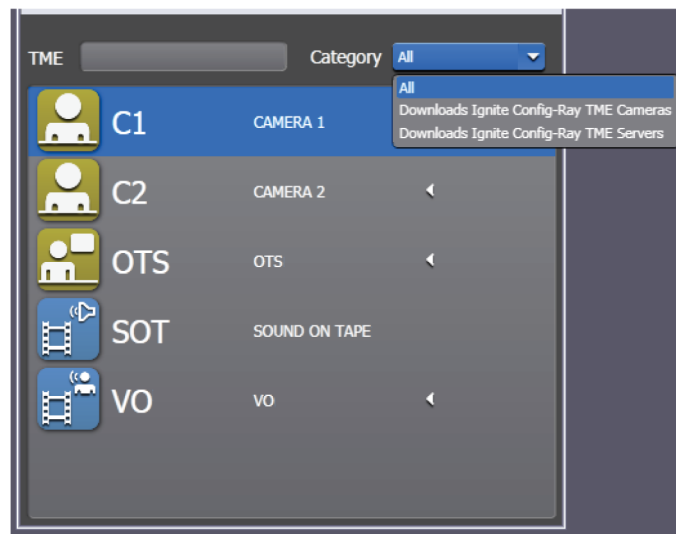 TME Category All
All
Downloads Ignite Config-Ray TME Cameras
Downloads Ignite Config-Ray TME Servers
C1 CAMERA 1
C2 CAMERA 2
OTS OTS
SOT SOUND ON TAPE
VO VO